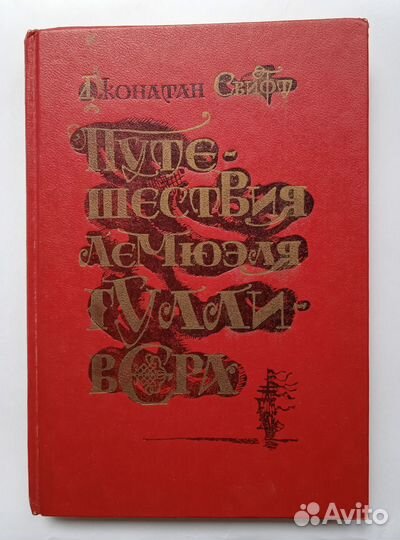 Джонатан Свифт
Путе-
шествия
Лемюэля
Гулли-
вера
Avito